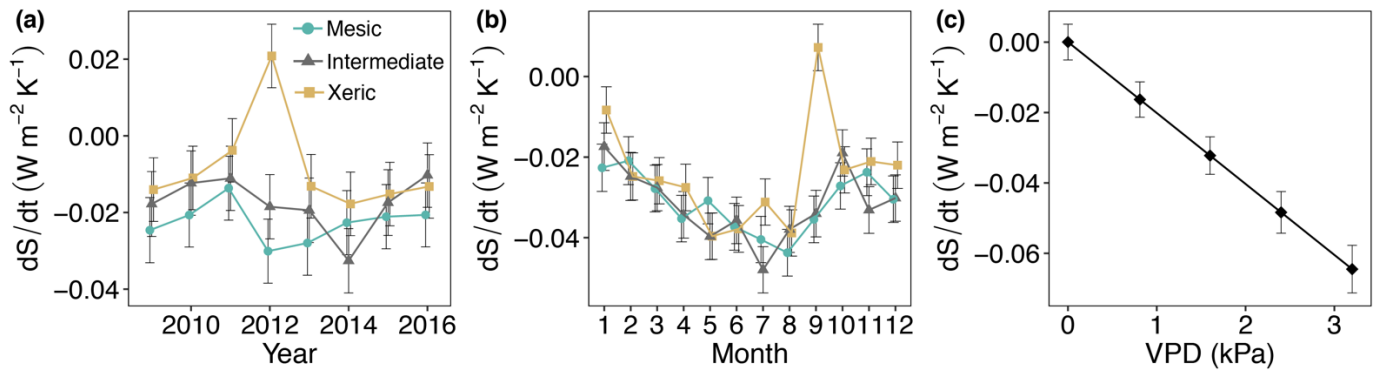 (a)
Mesic
Intermediate
Xeric
0.02
0.00
−0.02
−0.04
dS/dt (W m−2 K−1)
2010 2012 2014 2016
Year
(b)
0.00
−0.02
−0.04
dS/dt (W m−2 K−1)
1 2 3 4 5 6 7 8 9 10 11 12
Month
(c)
0.00
−0.02
−0.04
−0.06
dS/dt (W m−2 K−1)
0 1 2 3
VPD (kPa)